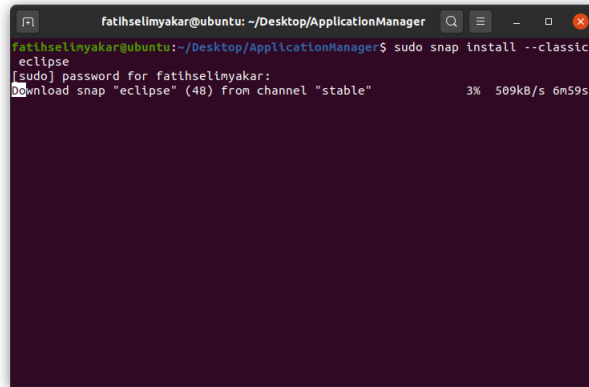 fatihselimyakar@ubuntu: ~/Desktop/ApplicationManager
fatihselimyakar@ubuntu:~/Desktop/ApplicationManager$ sudo snap install --classic
eclipse
[sudo] password for fatihselimyakar:
Download snap "eclipse" (48) from channel "stable" 3% 509kB/s 6m59s